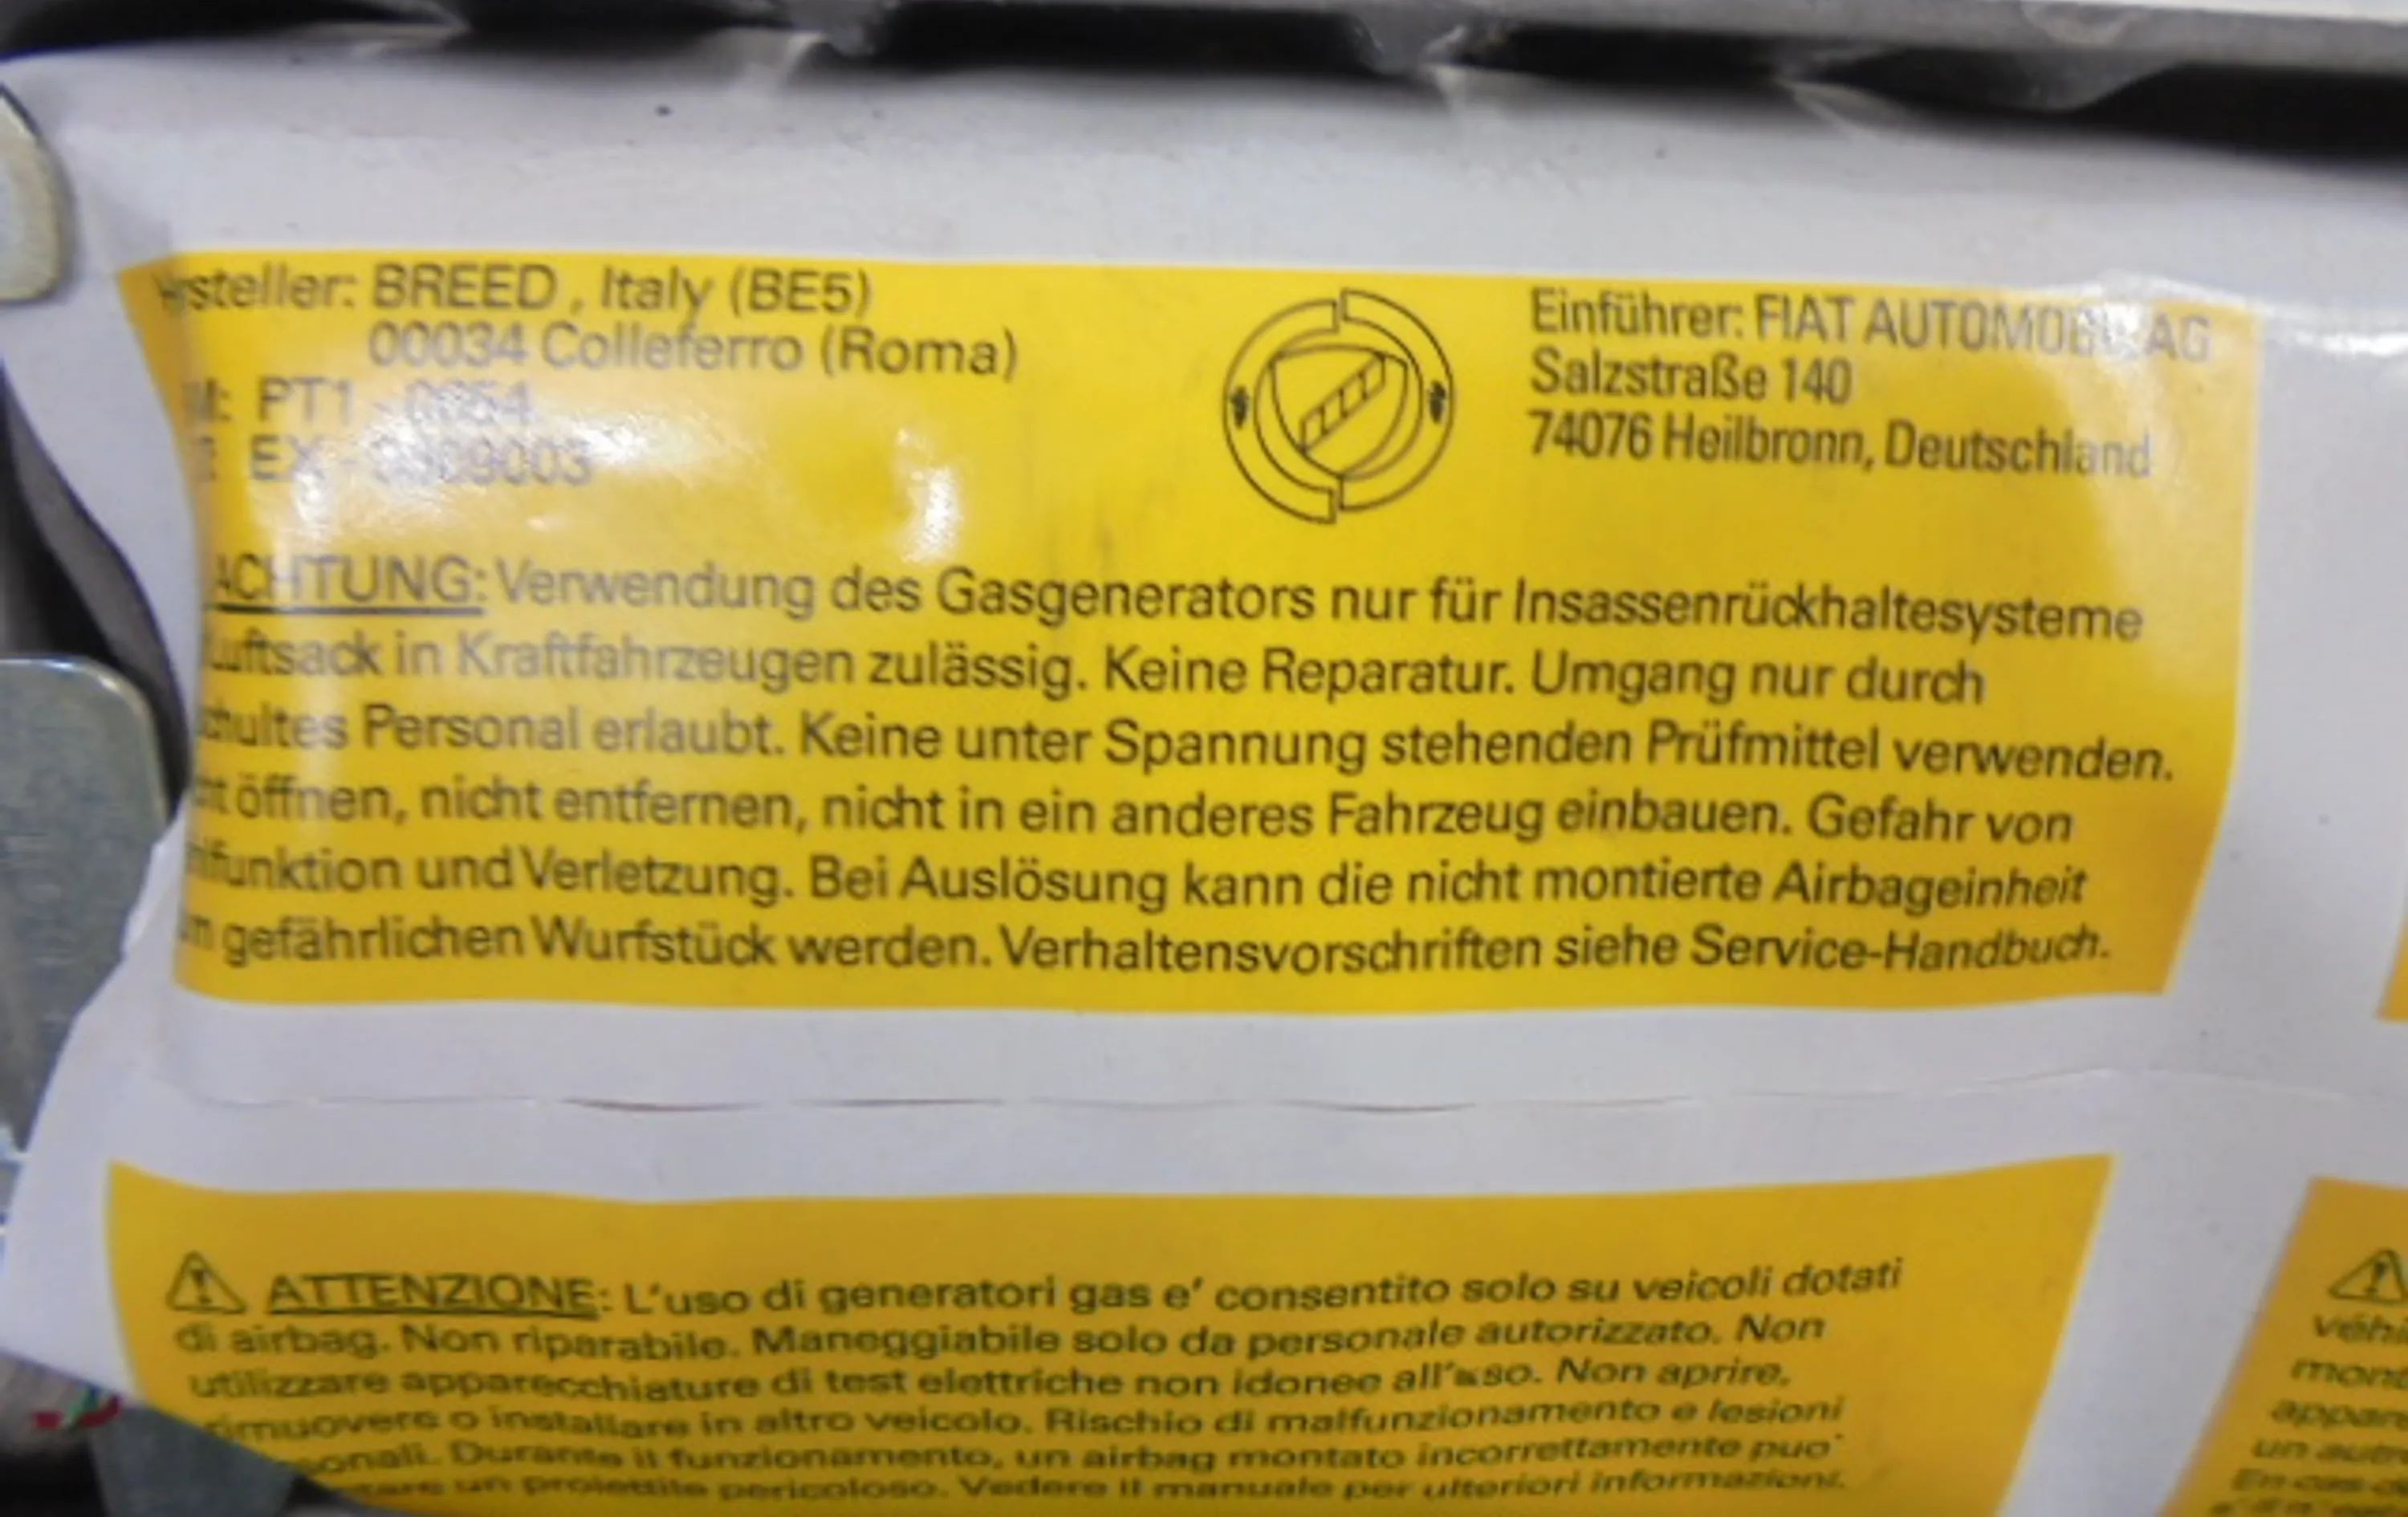 BREED, Italy (BE5)
00034 Colleferro (Roma)
PT1
EX
Einführer: FIAT AG
Salzstraße 140
74076 Heilbronn, Deutschland
ACHTUNG: Verwendung des Gasgenerators nur für Insassenrückhaltesysteme
Luftsack in Kraftfahrzeugen zulässig. Keine Reparatur. Umgang nur durch
Personal erlaubt. Keine unter Spannung stehenden Prüfmittel verwenden.
öffnen, nicht entfernen, nicht in ein anderes Fahrzeug einbauen. Gefahr von
und Verletzung. Bei Auslösung kann die nicht montierte Airbageinheit
gefährlichen Wurfstück werden. Verhaltensvorschriften siehe Service-Handbuch.
ATTENZIONE: L'uso di generatori gas e' consentito solo su veicoli dotati
di airbag. Non riparabile. Maneggiabile solo da personale autorizzato. Non
utilizzare apparecchiature di test elettriche non idonee all'uso. Non aprire,
rimuovere o installare in altro veicolo. Rischio di malfunzionamento e lesioni
Durante il funzionamento, un airbag montato incorrettamente puo'
un proiettile pericoloso. Vedere il manuale per ulteriori informazioni.